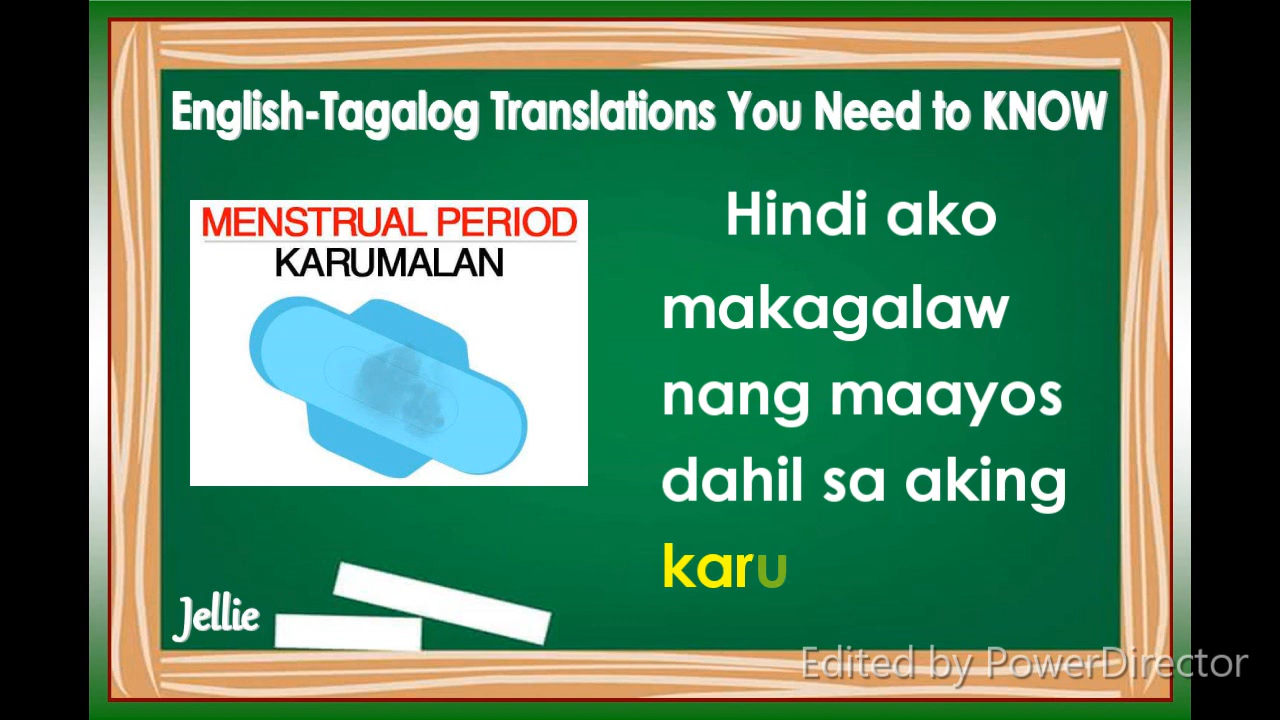 English-Tagalog Translations You Need to KNOW
MENSTRUAL PERIOD
KARUMALAN
Hindi ako
makagalaw
nang maayos
dahil sa aking
karu
Jellie
Edited by PowerDirector